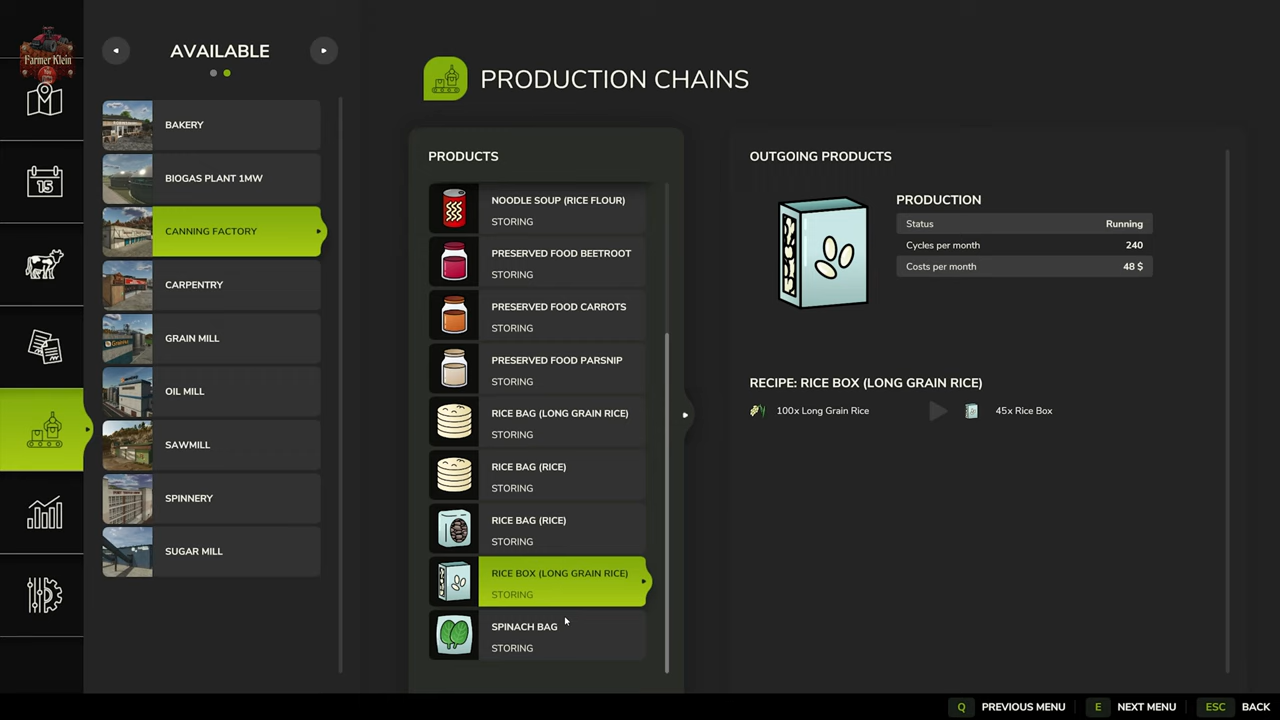 Farmer Klein
15
AVAILABLE
BAKERY
BIOGAS PLANT 1MW
CANNING FACTORY
CARPENTRY
GRAIN MILL
OIL MILL
SAWMILL
SPINNERY
SUGAR MILL
PRODUCTION CHAINS
PRODUCTS
NOODLE SOUP (RICE FLOUR)
STORING
PRESERVED FOOD BEETROOT
STORING
PRESERVED FOOD CARROTS
STORING
PRESERVED FOOD PARSNIP
STORING
RICE BAG (LONG GRAIN RICE)
STORING
RICE BAG (RICE)
STORING
RICE BAG (RICE)
STORING
RICE BOX (LONG GRAIN RICE)
STORING
SPINACH BAG
STORING
OUTGOING PRODUCTS
PRODUCTION
Status Running
Cycles per month 240
Costs per month 48 $
RECIPE: RICE BOX (LONG GRAIN RICE)
100x Long Grain Rice 45x Rice Box
Q PREVIOUS MENU E NEXT MENU ESC BACK